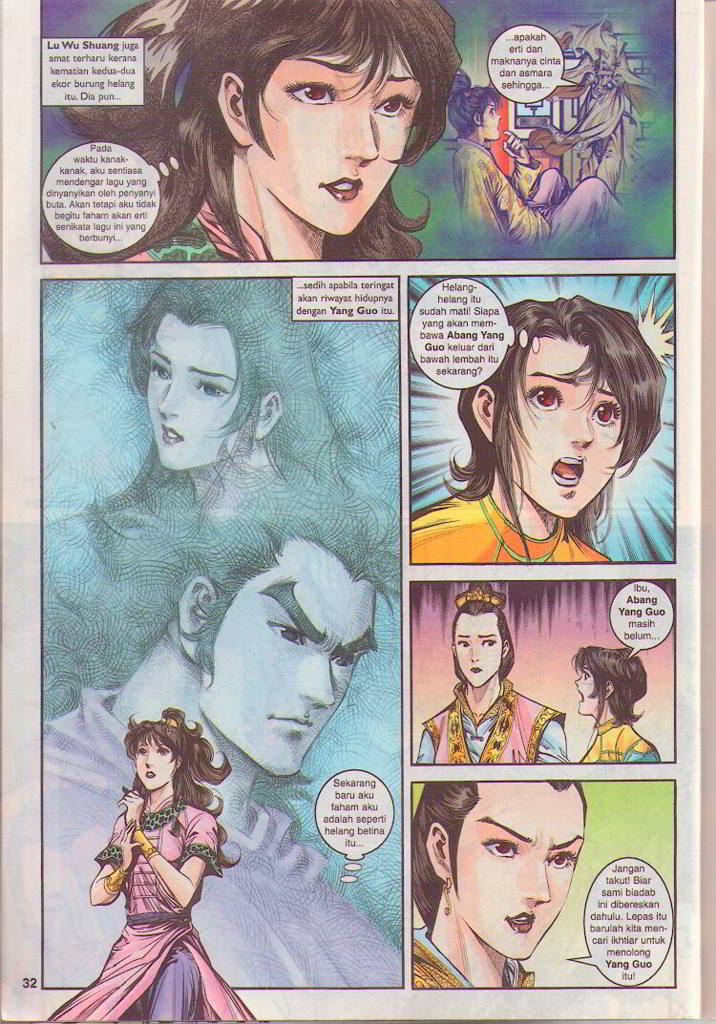 Lu Wu Shuang juga
amat terharu kerana
kematian kedua-dua
ekor burung helang
itu. Dia pun...
Pada
waktu kanak-
kanak, aku sentiasa
mendengar lagu yang
dinyanyikan oleh penyanyi
buta. Akan tetapi aku tidak
begitu faham akan erti
senikata lagu ini yang
berbunyi...
...apakah
erti dan
maknanya cinta
dan asmara
sehingga...
...sedih apabila teringat
akan riwayat hidupnya
dengan Yang Guo itu.
Sekarang
baru aku
faham aku
adalah seperti
helang betina
itu...
Helang-
helang itu
sudah mati! Siapa
yang akan mem-
bawa Abang Yang
Guo keluar dari
bawah lembah itu
sekarang?
Ibu,
Abang
Yang Guo
masih
belum...
Jangan
takut! Biar
sami biadab
ini dibereskan
dahulu. Lepas itu
barulah kita men-
cari ikhtiar untuk
menolong
Yang Guo
itu!
32